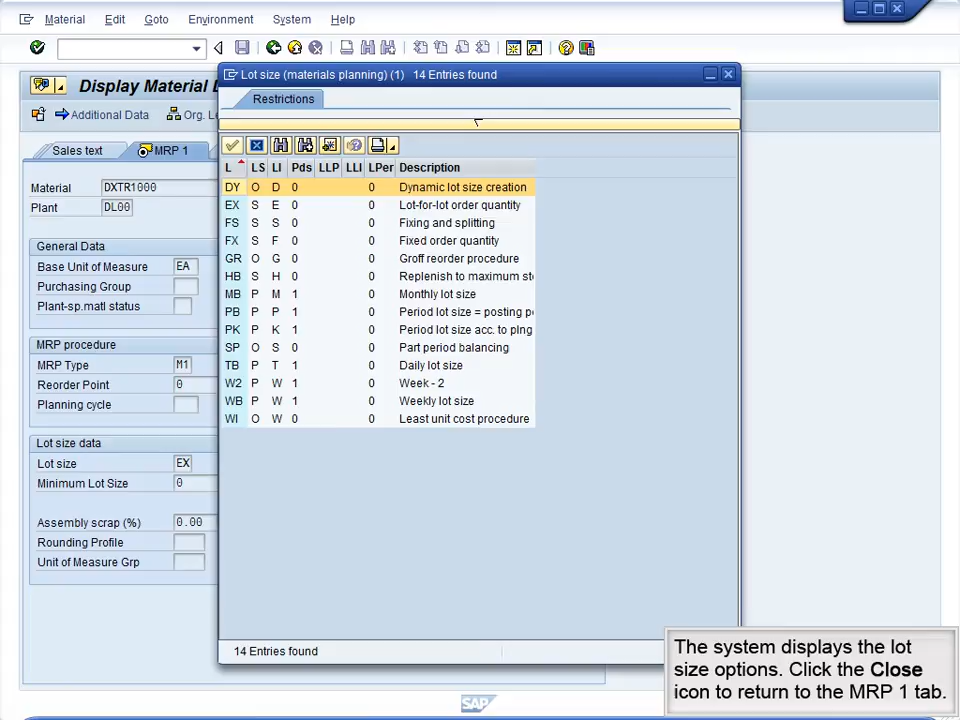 Material Edit Goto Environment System Help
Display Material D
Additional Data Org. Le
Sales text MRP 1
Material DXTR1000
Plant DL00
General Data
Base Unit of Measure EA
Purchasing Group
Plant-sp.matl status
MRP procedure
MRP Type M1
Reorder Point 0
Planning cycle
Lot size data
Lot size EX
Minimum Lot Size 0
Assembly scrap (%) 0.00
Rounding Profile
Unit of Measure Grp
Lot size (materials planning) (1) 14 Entries found
Restrictions
L LS LI Pds LLP LLI LPer Description
DY O D 0 0 Dynamic lot size creation
EX S E 0 0 Lot-for-lot order quantity
FS S S 0 0 Fixing and splitting
FX S F 0 0 Fixed order quantity
GR O G 0 0 Groff reorder procedure
HB S H 0 0 Replenish to maximum sto
MB P M 1 0 Monthly lot size
PB P P 1 0 Period lot size = posting pe
PK P K 1 0 Period lot size acc. to plng
SP O S 0 0 Part period balancing
TB P T 1 0 Daily lot size
W2 P W 1 0 Week - 2
WB P W 1 0 Weekly lot size
WI O W 0 0 Least unit cost procedure
14 Entries found
SAP
The system displays the lot
size options. Click the Close
icon to return to the MRP 1 tab.